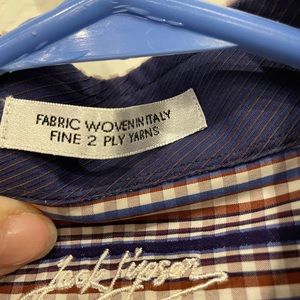 FABRIC WOVEN IN ITALY
FINE 2 PLY YARNS
Jack Lipson